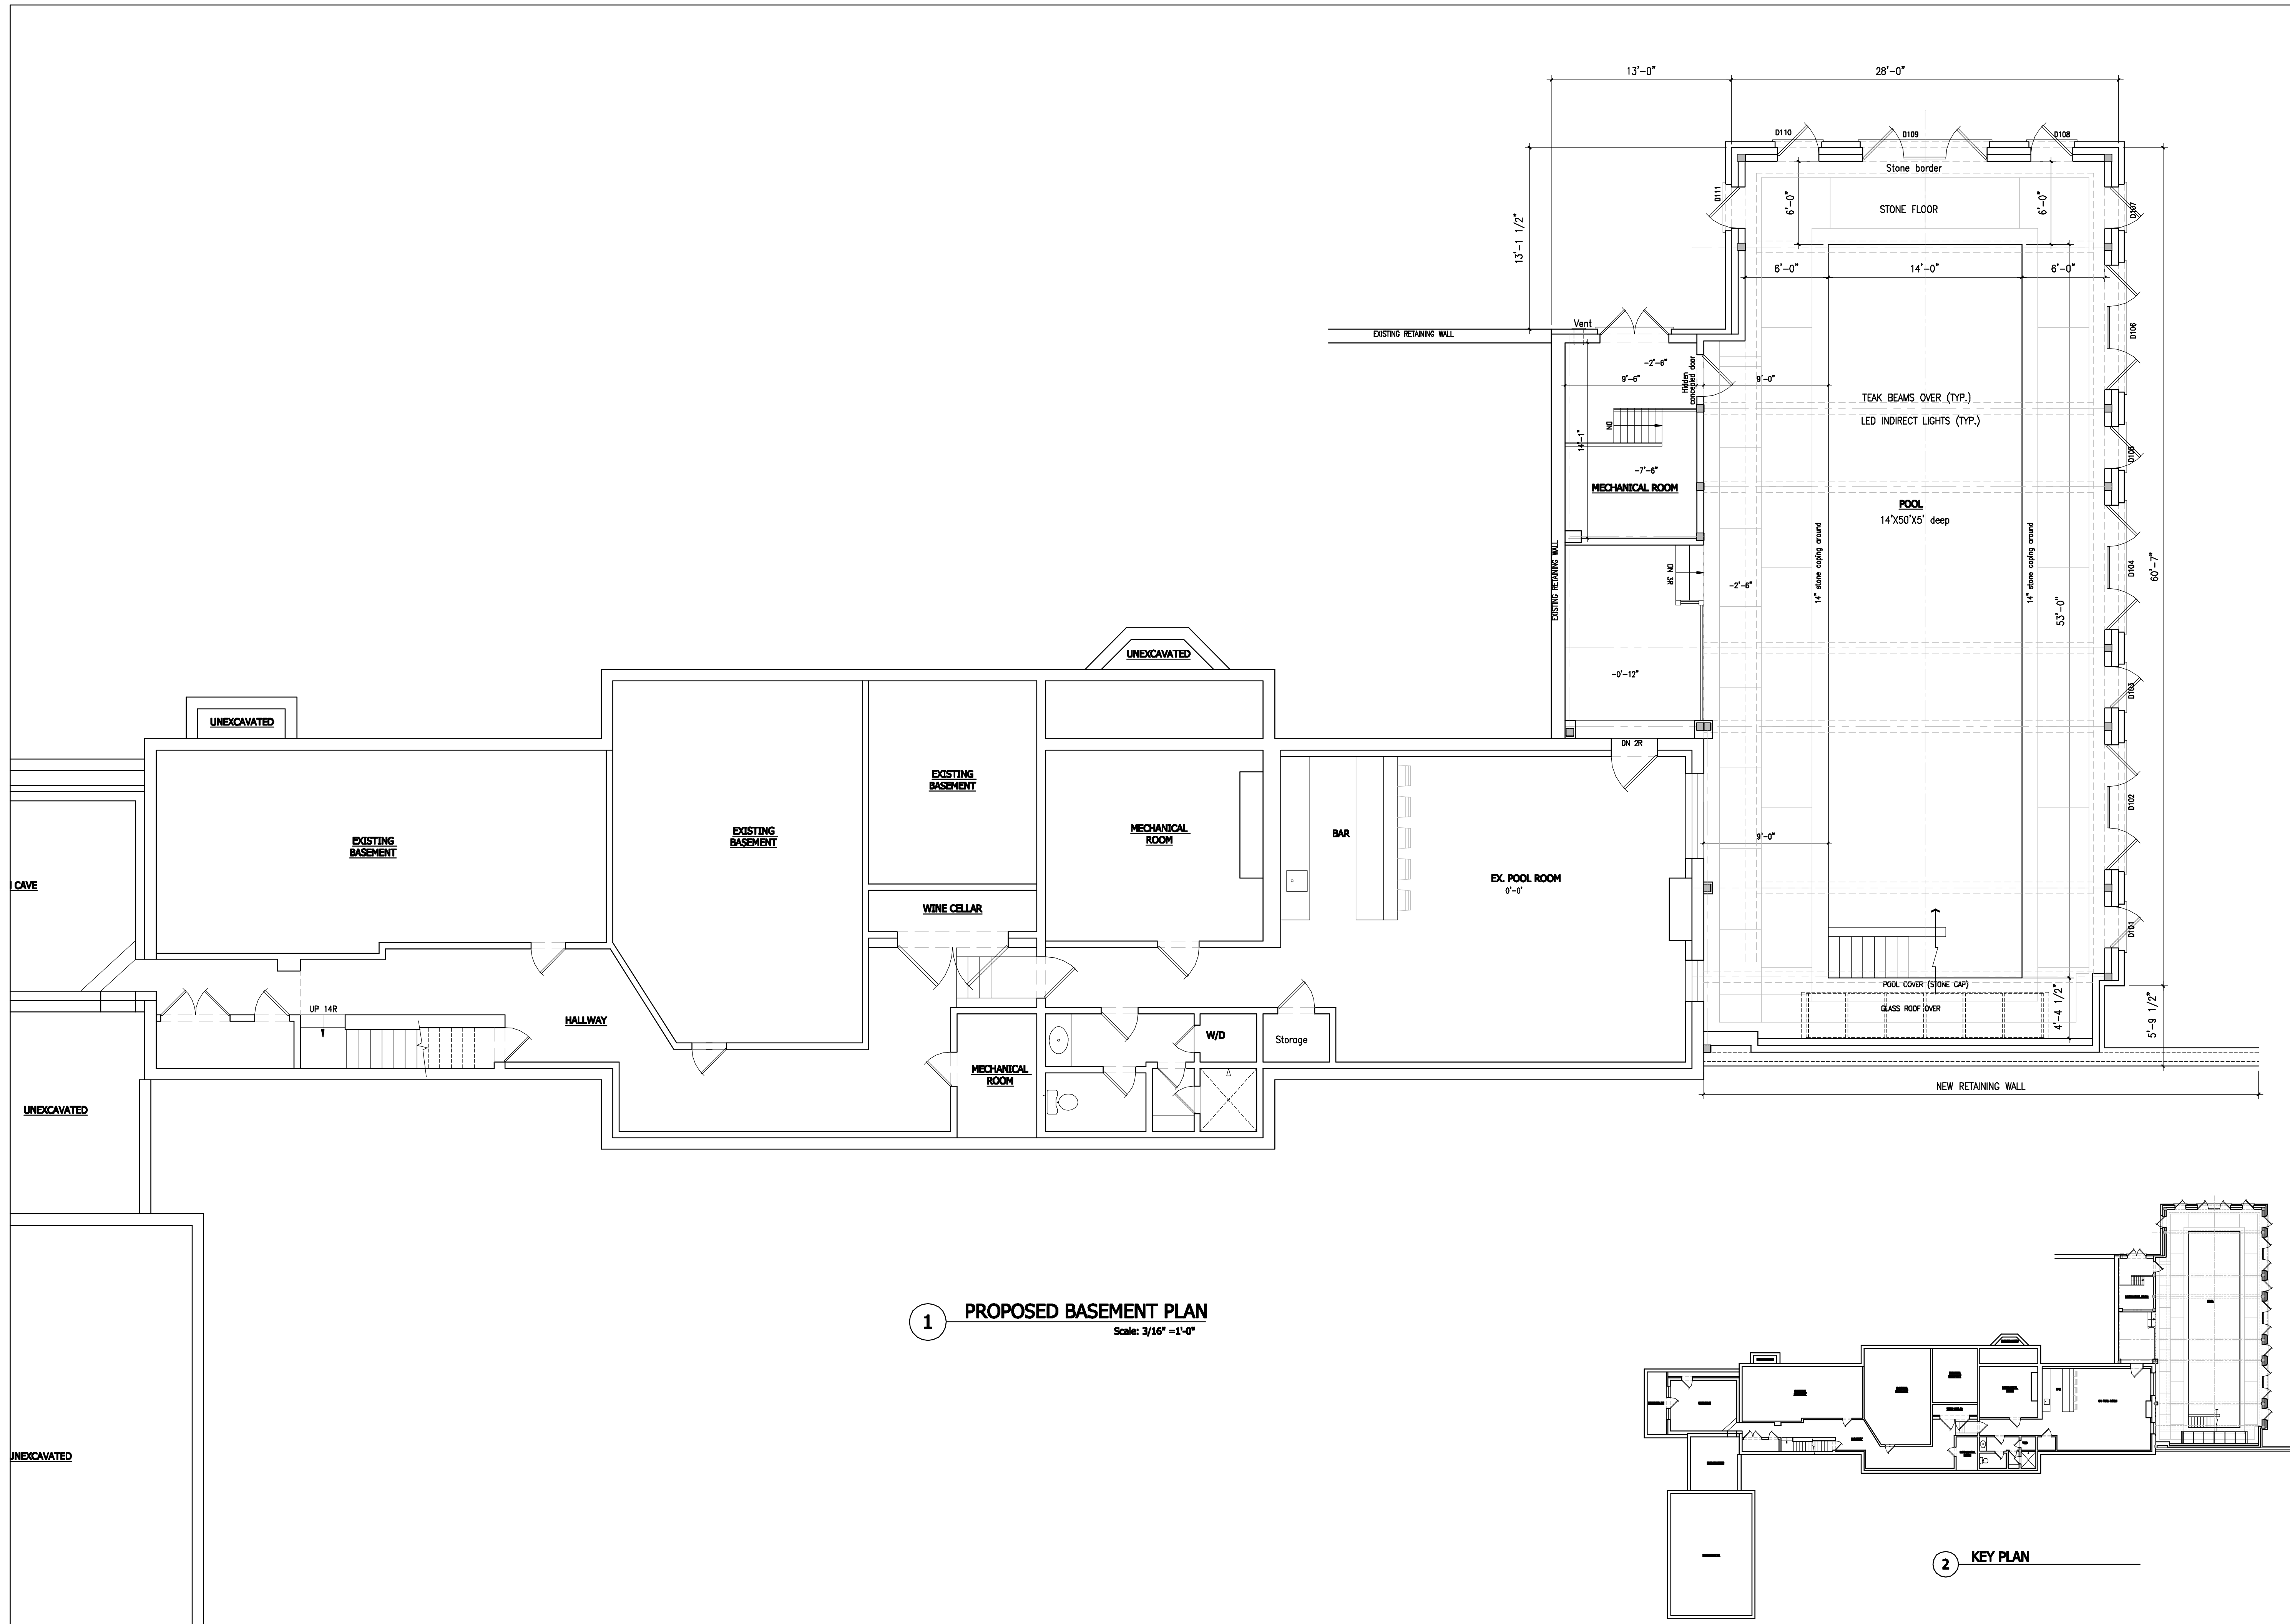 13'-0"
28'-0"
D110
D109
D108
Stone border
D111
6'-0"
6'-0"
D107
STONE FLOOR
13'-1 1/2"
6'-0"
14'-0"
6'-0"
Vent
EXISTING RETAINING WALL
D106
-2'-6"
Hidden
concepled door
9'-6"
9'-0"
TEAK BEAMS OVER (TYP.)
LED INDIRECT LIGHTS (TYP.)
DN
14'-1"
D105
-7'-6"
MECHANICAL ROOM
POOL
14'X50'X5' deep
14" stone coping around
14" stone coping around
EXISTING RETAINING WALL
DN 3R
-2'-6"
D104
60'-7"
53'-0"
UNEXCAVATED
-0'-12"
D103
UNEXCAVATED
DN 2R
EXISTING
BASEMENT
D102
EXISTING
BASEMENT
EXISTING
BASEMENT
MECHANICAL
ROOM
BAR
9'-0"
EX. POOL ROOM
0'-0'
CAVE
WINE CELLAR
D101
POOL COVER (STONE CAP)
GLASS ROOF OVER
4'-4 1/2"
5'-9 1/2"
UP 14R
HALLWAY
W/D
Storage
MECHANICAL
ROOM
NEW RETAINING WALL
UNEXCAVATED
1
PROPOSED BASEMENT PLAN
Scale: 3/16" =1'-0"
UNEXCAVATED
2
KEY PLAN